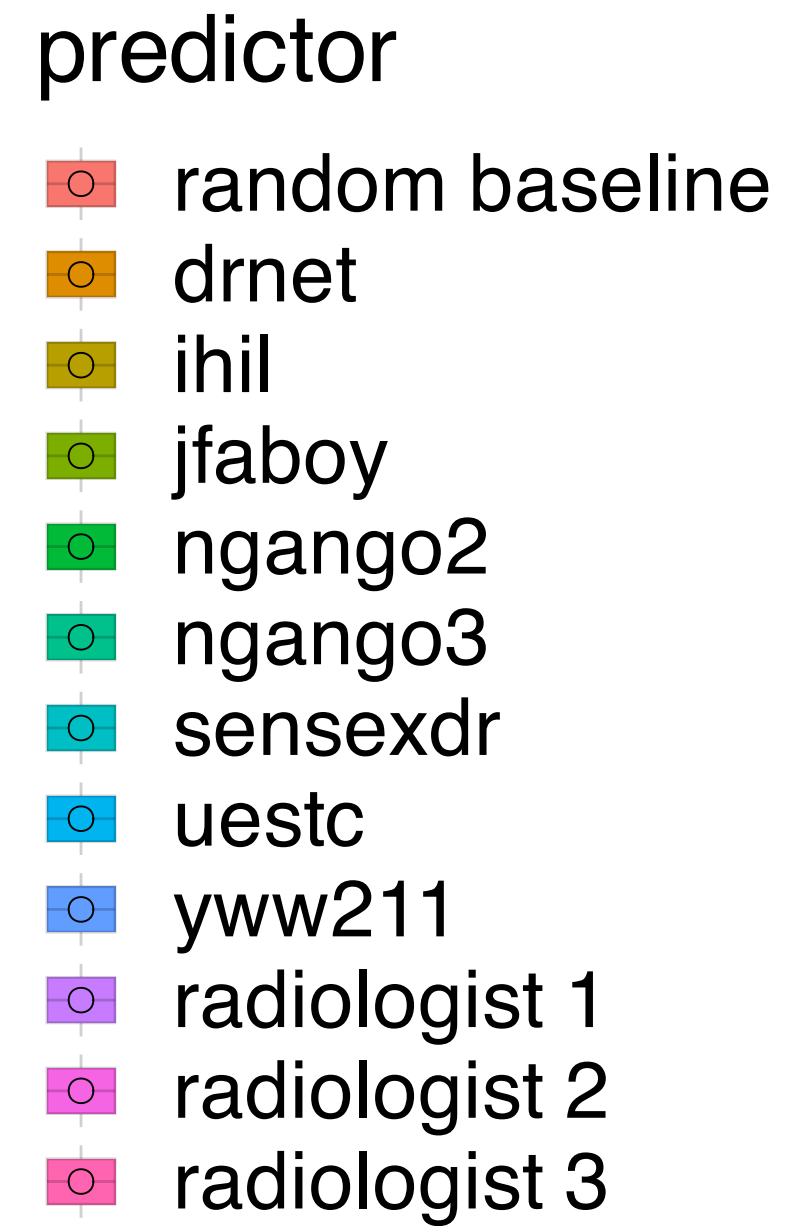 predictor
random baseline
drnet
ihil
jfaboy
ngango2
ngango3
sensexdr
uestc
yww211
radiologist 1
radiologist 2
radiologist 3